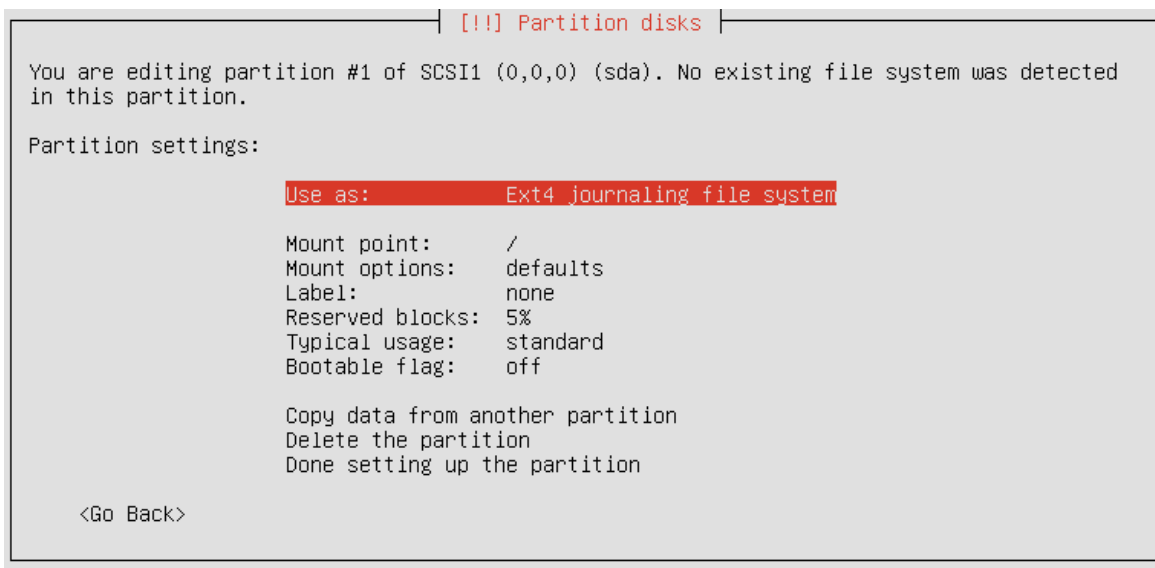 [!!] Partition disks
You are editing partition #1 of SCSI1 (0,0,0) (sda). No existing file system was detected
in this partition.
Partition settings:
Use as: Ext4 journaling file system
Mount point: /
Mount options: defaults
Label: none
Reserved blocks: 5%
Typical usage: standard
Bootable flag: off
Copy data from another partition
Delete the partition
Done setting up the partition
<Go Back>